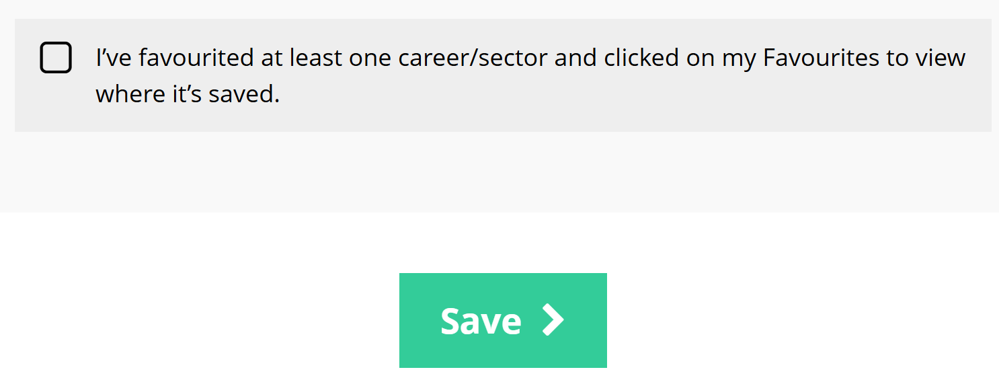 I’ve favourited at least one career/sector and clicked on my Favourites to view
where it’s saved.
Save